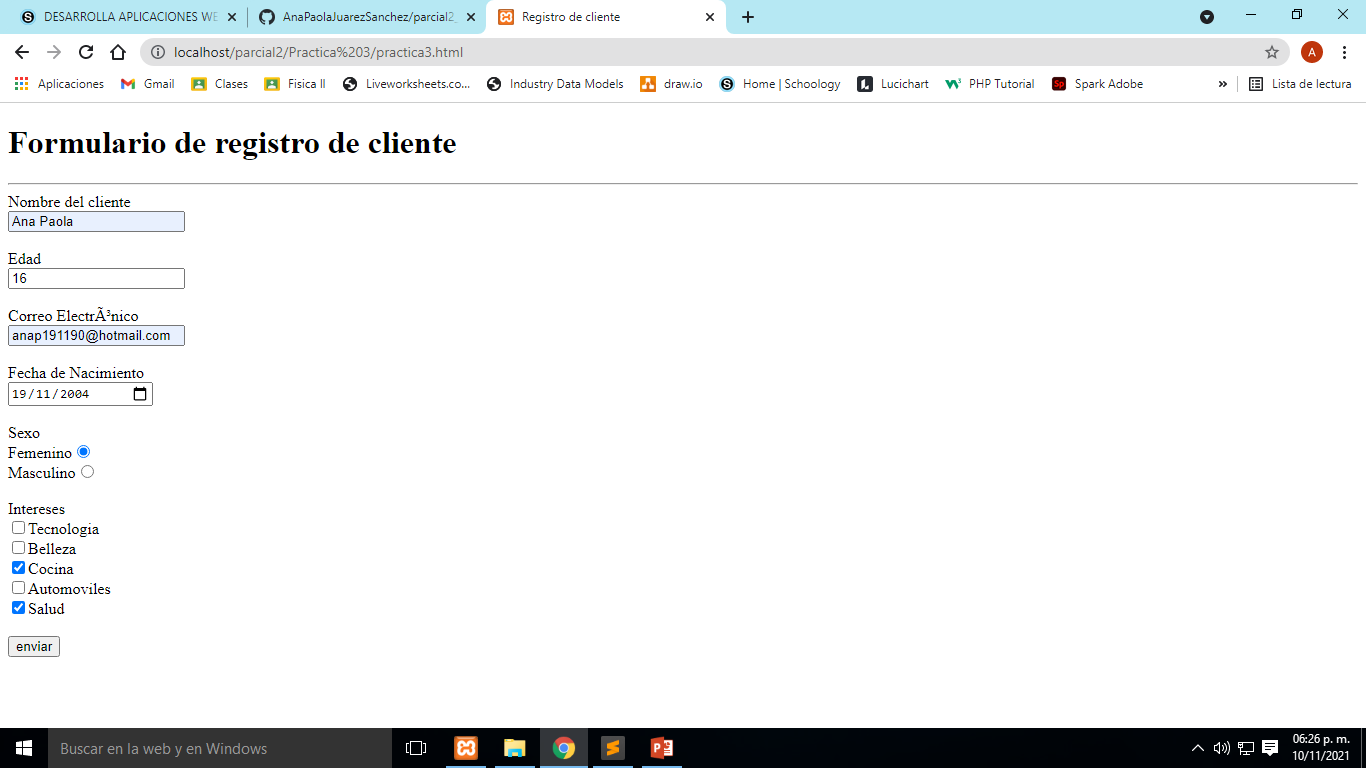 DESARROLLA APLICACIONES WE
AnaPaolaJuarezSanchez/parcial2_
Registro de cliente
localhost/parcial2/Practica%203/practica3.html
A
Aplicaciones
Gmail
Clases
Fisica II
Liveworksheets.co...
Industry Data Models
draw.io
Home | Schoology
Lucichart
PHP Tutorial
Spark Adobe
»
Lista de lectura
Formulario de registro de cliente
Nombre del cliente
Ana Paola
Edad
16
Correo ElectrÃ³nico
anap191190@hotmail.com
Fecha de Nacimiento
19/11/2004
Sexo
Femenino
Masculino
Intereses
Tecnologia
Belleza
Cocina
Automoviles
Salud
enviar
Buscar en la web y en Windows
06:26 p. m.
10/11/2021